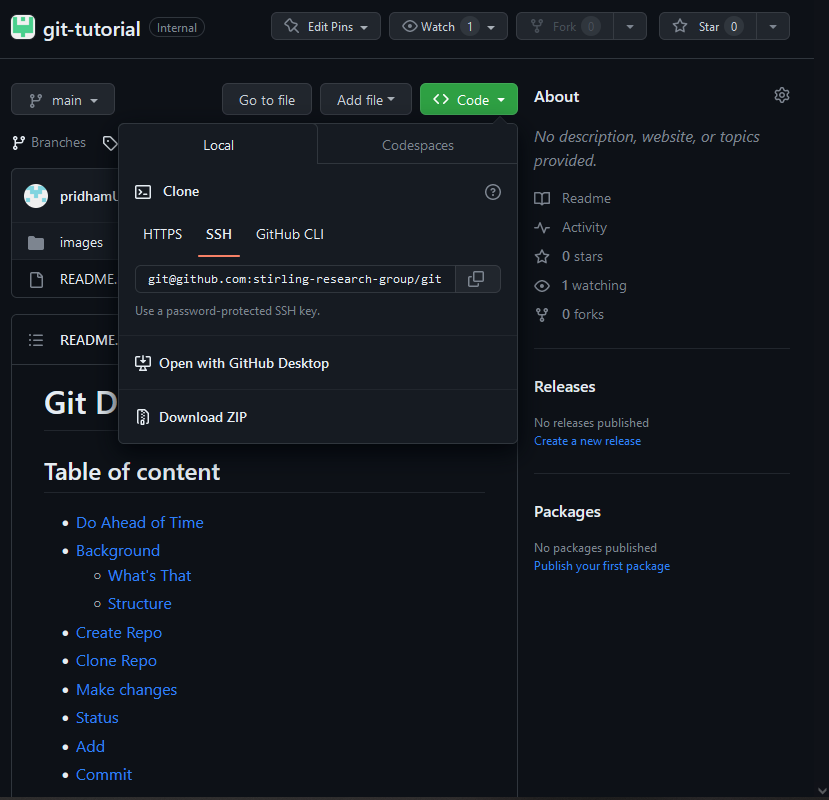 git-tutorial Internal Edit Pins Watch 1 Fork 0 Star 0
main Go to file Add file Code
Branches
Local Codespaces
Clone
HTTPS SSH GitHub CLI
git@github.com:stirling-research-group/git
Use a password-protected SSH key.
Open with GitHub Desktop
Download ZIP
pridham
images
README.
README.
Git D
Table of content
Do Ahead of Time
Background
What's That
Structure
Create Repo
Clone Repo
Make changes
Status
Add
Commit
About
No description, website, or topics
provided.
Readme
Activity
0 stars
1 watching
0 forks
Releases
No releases published
Create a new release
Packages
No packages published
Publish your first package